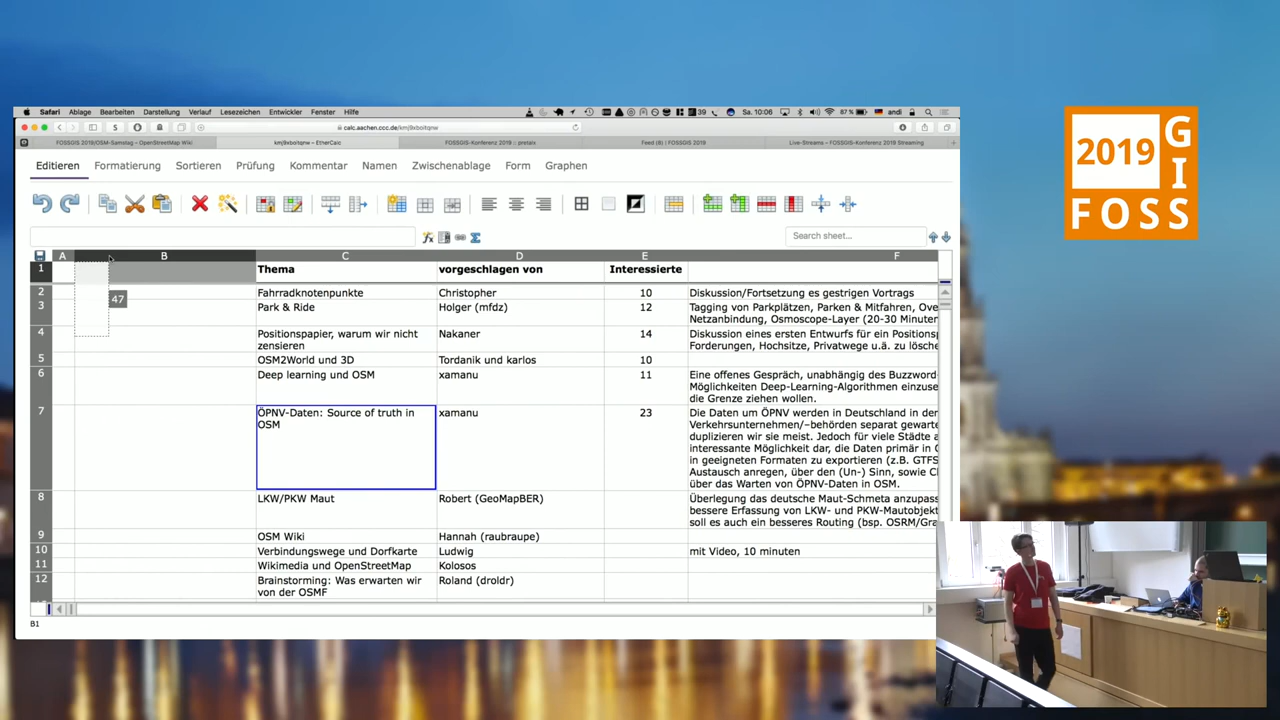 Safari Ablage Bearbeiten Darstellung Verlauf Lesezeichen Entwickler Fenster Hilfe
39 Sa. 10:06 87 % andi
calc.aachen.ccc.de/kmj9xboitqnw
FOSSGIS 2019/OSM-Samstag – OpenStreetMap Wiki
kmj9xboitqnw – EtherCalc
FOSSGIS-Konferenz 2019 :: pretalx
Feed (8) | FOSSGIS 2019
Live-Streams – FOSSGIS-Konferenz 2019 Streaming
Editieren Formatierung Sortieren Prüfung Kommentar Namen Zwischenablage Form Graphen
Search sheet...
A B C D E F
1 Thema vorgeschlagen von Interessierte
2 Fahrradknotenpunkte Christopher 10 Diskussion/Fortsetzung es gestrigen Vortrags
47
3 Park & Ride Holger (mfdz) 12 Tagging von Parkplätzen, Parken & Mitfahren, Ove
Netzanbindung, Osmoscope-Layer (20-30 Minuten
4 Positionspapier, warum wir nicht Nakaner 14 Diskussion eines ersten Entwurfs für ein Positions
zensieren Forderungen, Hochsitze, Privatwege u.ä. zu lösche
5 OSM2World und 3D Tordanik und karlos 10
6 Deep learning und OSM xamanu 11 Eine offenes Gespräch, unabhängig des Buzzword-
Möglichkeiten Deep-Learning-Algorithmen einzuse
die Grenze ziehen wollen.
7 ÖPNV-Daten: Source of truth in xamanu 23 Die Daten um ÖPNV werden in Deutschland in der
OSM Verkersunternehmen/–behörden separat gewarte
duplizieren wir sie meist. Jedoch für viele Städte a
interessante Möglichkeit dar, die Daten primär in O
in geeigneten Formaten zu exportieren (z.B. GTFS
Austausch anregen, über den (Un-) Sinn, sowie C
über das Warten von ÖPNV-Daten in OSM.
8 LKW/PKW Maut Robert (GeoMapBER) Überlegung das deutsche Maut-Schmeta anzupass
bessere Erfassung von LKW- und PKW-Mautobjekt
soll es auch ein besseres Routing (bsp. OSRM/Gra
9 OSM Wiki Hannah (raubraupe)
10 Verbindungswege und Dorfkarte Ludwig mit Video, 10 minuten
11 Wikimedia und OpenStreetMap Kolosos
12 Brainstorming: Was erwarten wir Roland (droldr)
von der OSMF
B1
2019
GIS
FOSS